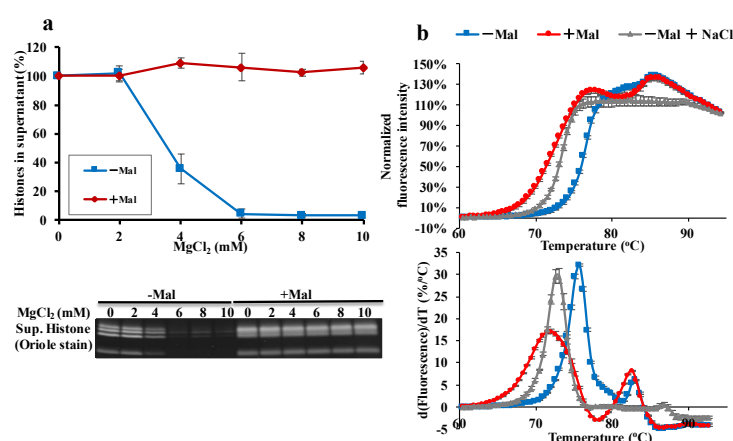 a
Histones in supernatant (%)
120
100
80
60
40
20
0
−Mal
+Mal
0 2 4 6 8 10
MgCl₂ (mM)
-Mal +Mal
MgCl₂ (mM) 0 2 4 6 8 10 0 2 4 6 8 10
Sup. Histone
(Oriole stain)
b
−Mal +Mal −Mal + NaCl
Normalized
fluorescence intensity
150%
130%
110%
90%
70%
50%
30%
10%
-10%
60 70 80 90
Temperature (°C)
d(Fluorescence)/dT (%/°C)
35
30
25
20
15
10
5
0
-5
60 70 80 90
Temperature (°C)